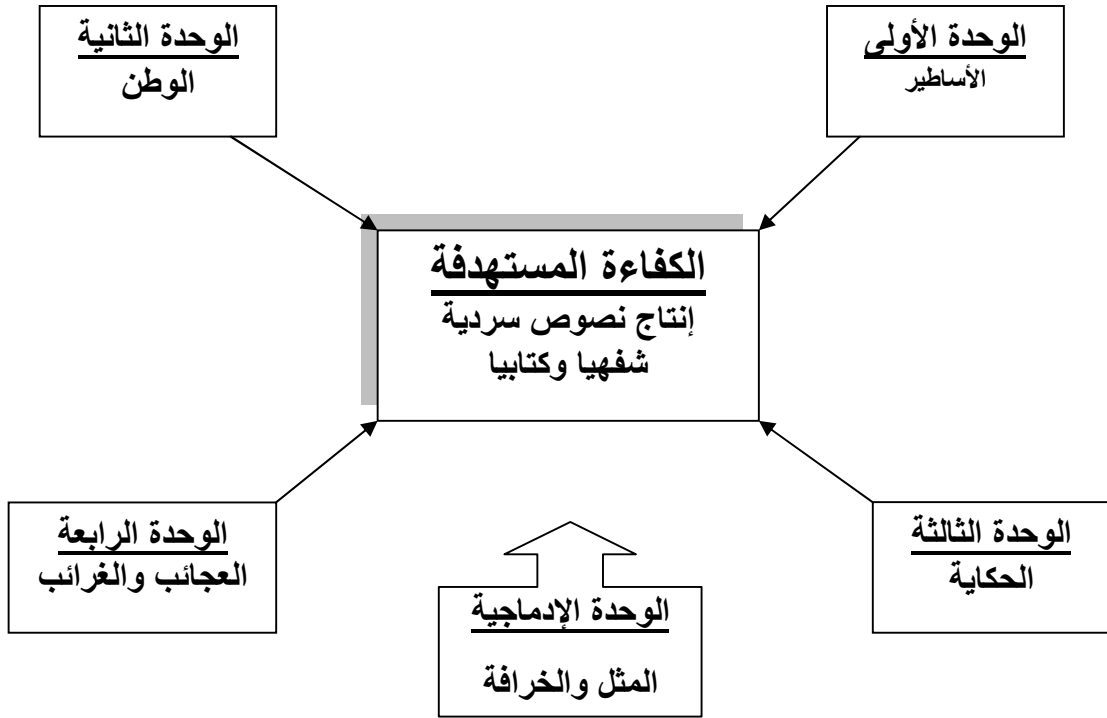 الوحدة الأولى
الأساطير
الوحدة الثانية
الوطن
الكفاءة المستهدفة
إنتاج نصوص سردية
شفهيا وكتابيا
الوحدة الثالثة
الحكاية
الوحدة الرابعة
العجائب والغرائب
الوحدة الإدماجية
المثل والخرافة